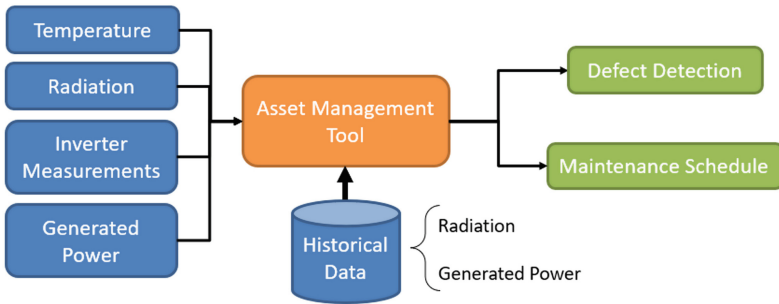 Temperature
Radiation
Inverter
Measurements
Generated
Power
Asset Management
Tool
Historical
Data
Radiation
Generated Power
Defect Detection
Maintenance Schedule